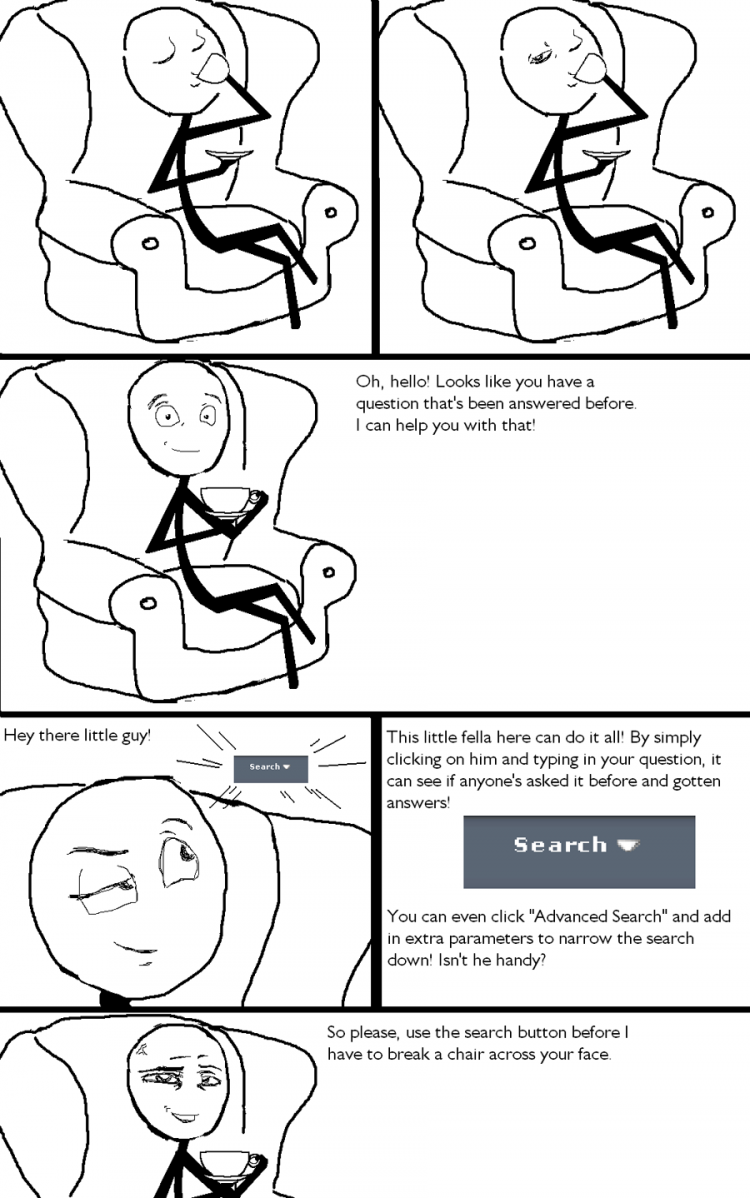 Oh, hello! Looks like you have a
question that's been answered before.
I can help you with that!
Hey there little guy!
Search
This little fella here can do it all! By simply
clicking on him and typing in your question, it
can see if anyone's asked it before and gotten
answers!
Search
You can even click "Advanced Search" and add
in extra parameters to narrow the search
down! Isn't he handy?
So please, use the search button before I
have to break a chair across your face.